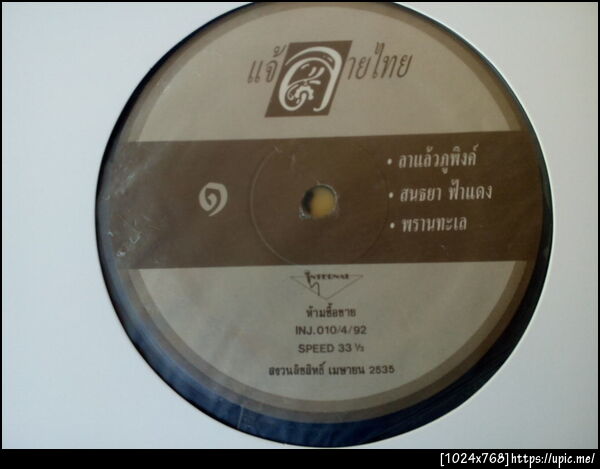 แจ้ ลายไทย
• ลาแล้วภูพิงค์
๑
• สนธยา ฟ้าแดง
• พรานทะเล
INTERNAL
ห้ามซื้อขาย
INJ.010/4/92
SPEED 33 1/3
สงวนลิขสิทธิ์ เมษายน 2535
[1024x768]https://upic.me/